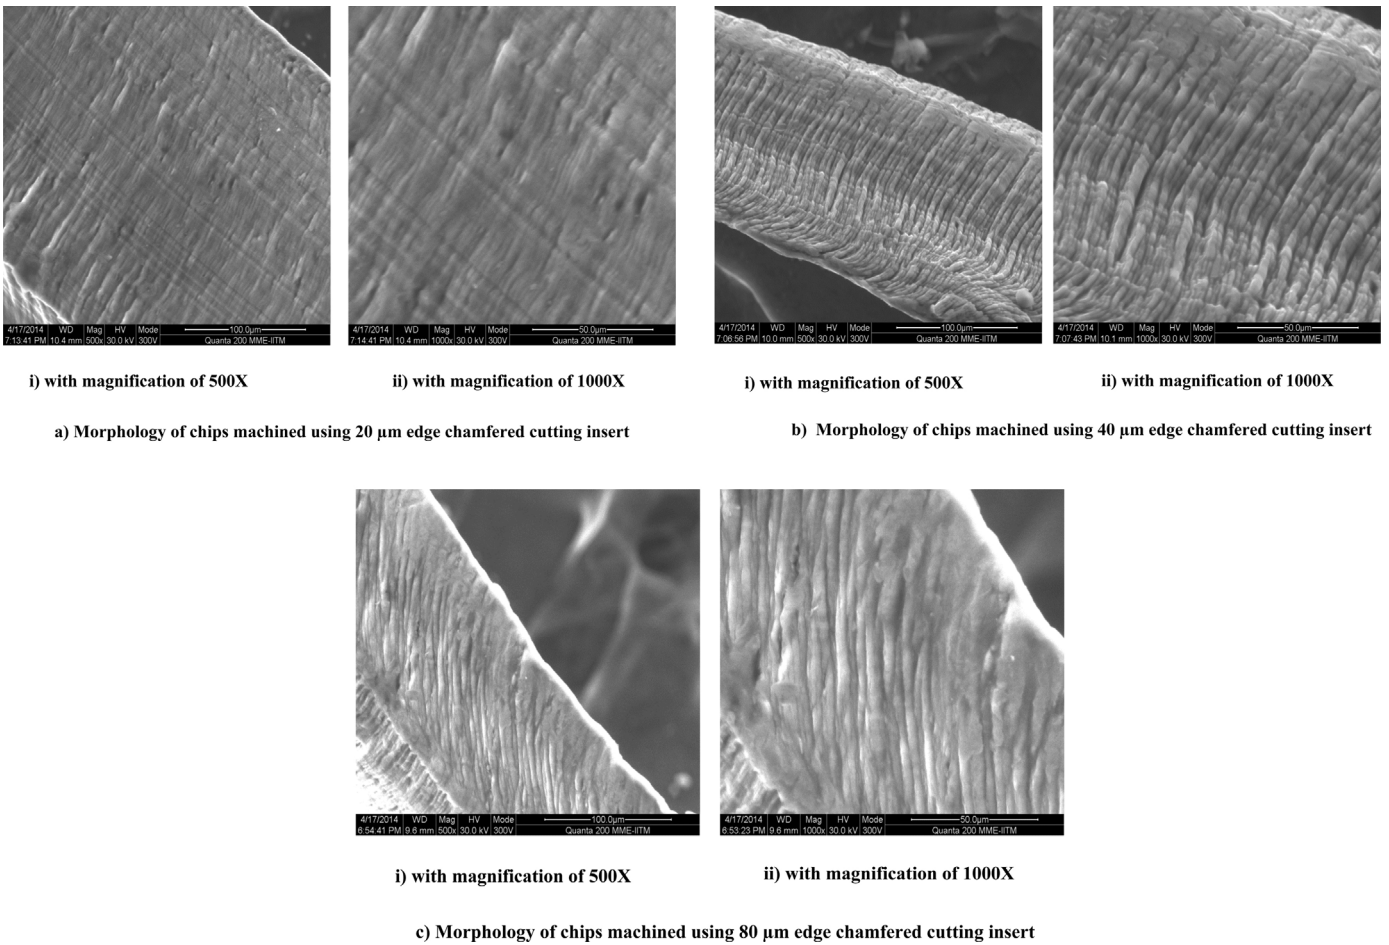 4/17/2014 WD Mag HV Mode 100.0µm
7:13:41 PM 10.4 mm 500x 30.0 kV 300V Quanta 200 MME-IITM
4/17/2014 WD Mag HV Mode 50.0µm
7:14:41 PM 10.4 mm 1000x 30.0 kV 300V Quanta 200 MME-IITM
4/17/2014 WD Mag HV Mode 100.0µm
7:06:56 PM 10.0 mm 500x 30.0 kV 300V Quanta 200 MME-IITM
4/17/2014 WD Mag HV Mode 50.0µm
7:07:43 PM 10.1 mm 1000x 30.0 kV 300V Quanta 200 MME-IITM
i) with magnification of 500X
ii) with magnification of 1000X
i) with magnification of 500X
ii) with magnification of 1000X
a) Morphology of chips machined using 20 µm edge chamfered cutting insert
b) Morphology of chips machined using 40 µm edge chamfered cutting insert
4/17/2014 WD Mag HV Mode 100.0µm
6:54:41 PM 9.6 mm 500x 30.0 kV 300V Quanta 200 MME-IITM
4/17/2014 WD Mag HV Mode 50.0µm
6:53:23 PM 9.6 mm 1000x 30.0 kV 300V Quanta 200 MME-IITM
i) with magnification of 500X
ii) with magnification of 1000X
c) Morphology of chips machined using 80 µm edge chamfered cutting insert